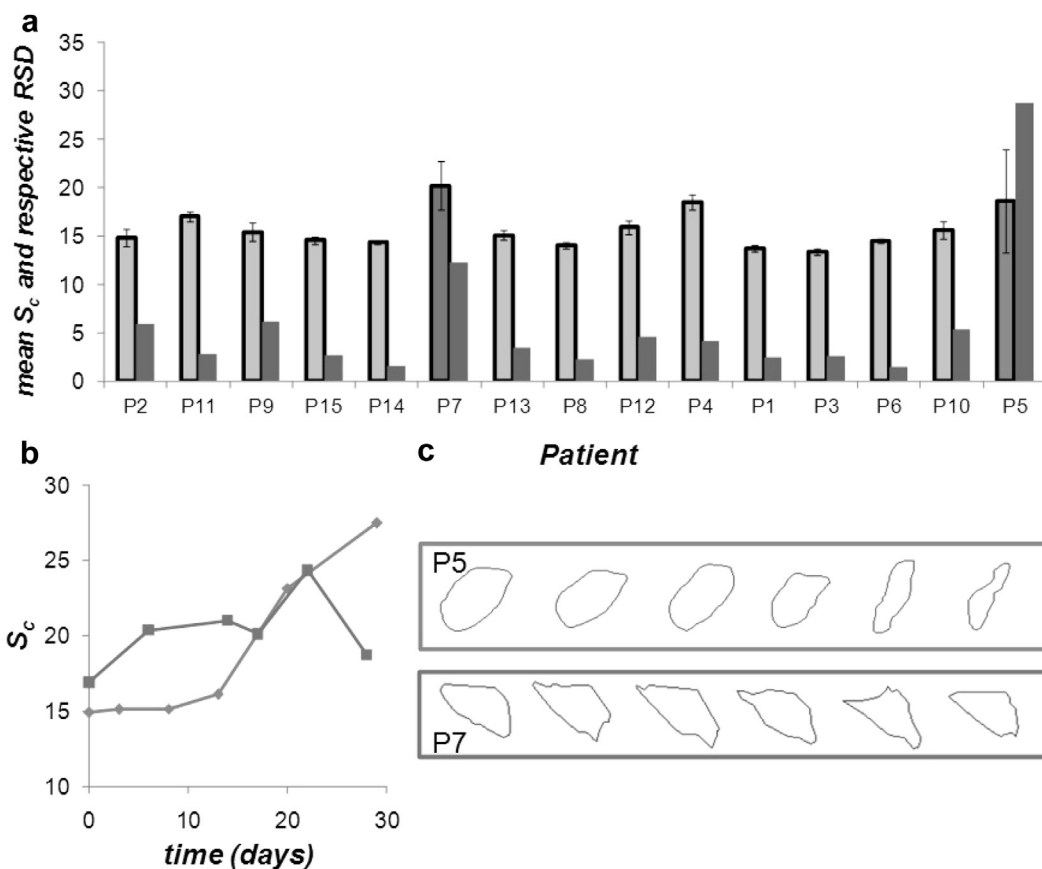 a
mean Sc and respective RSD
35
30
25
20
15
10
5
0
P2 P11 P9 P15 P14 P7 P13 P8 P12 P4 P1 P3 P6 P10 P5
Patient
b
Sc
30
25
20
15
10
0 10 20 30
time (days)
c
P5
P7